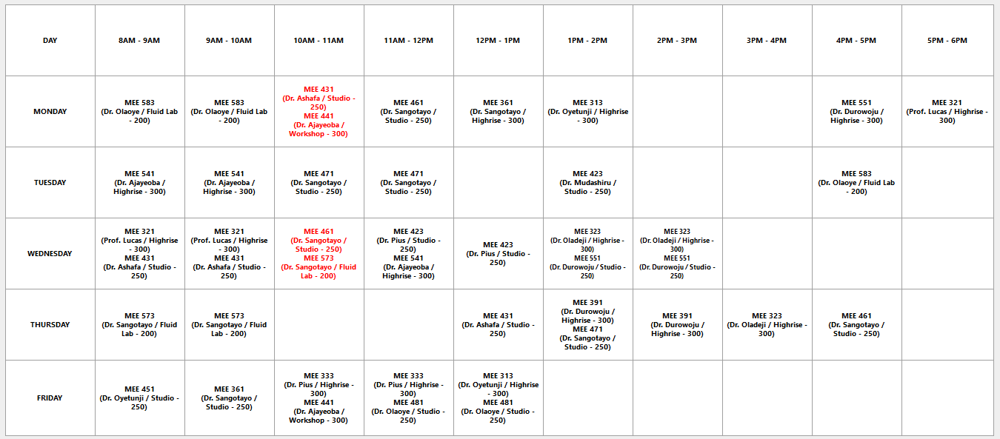 DAY
8AM - 9AM
9AM - 10AM
10AM - 11AM
11AM - 12PM
12PM - 1PM
1PM - 2PM
2PM - 3PM
3PM - 4PM
4PM - 5PM
5PM - 6PM
MONDAY
MEE 583
(Dr. Olaoye / Fluid Lab
- 200)
MEE 583
(Dr. Olaoye / Fluid Lab
- 200)
MEE 431
(Dr. Ashafa / Studio -
250)
MEE 441
(Dr. Ajayeoba /
Workshop - 300)
MEE 461
(Dr. Sangotayo /
Studio - 250)
MEE 361
(Dr. Sangotayo /
Highrise - 300)
MEE 313
(Dr. Oyetunji / Highrise
- 300)
MEE 551
(Dr. Durowoju /
Highrise - 300)
MEE 321
(Prof. Lucas / Highrise -
300)
TUESDAY
MEE 541
(Dr. Ajayeoba /
Highrise - 300)
MEE 541
(Dr. Ajayeoba /
Highrise - 300)
MEE 471
(Dr. Sangotayo /
Studio - 250)
MEE 471
(Dr. Sangotayo /
Studio - 250)
MEE 423
(Dr. Mudashiru /
Studio - 250)
MEE 583
(Dr. Olaoye / Fluid Lab
- 200)
WEDNESDAY
MEE 321
(Prof. Lucas / Highrise
- 300)
MEE 431
(Dr. Ashafa / Studio -
250)
MEE 321
(Prof. Lucas / Highrise
- 300)
MEE 431
(Dr. Ashafa / Studio -
250)
MEE 461
(Dr. Sangotayo /
Studio - 250)
MEE 573
(Dr. Sangotayo / Fluid
Lab - 200)
MEE 423
(Dr. Pius / Studio -
250)
MEE 541
(Dr. Ajayeoba /
Highrise - 300)
MEE 423
(Dr. Pius / Studio -
250)
MEE 323
(Dr. Oladeji / Highrise -
300)
MEE 551
(Dr. Durowoju / Studio -
250)
MEE 323
(Dr. Oladeji / Highrise -
300)
MEE 551
(Dr. Durowoju / Studio -
250)
THURSDAY
MEE 573
(Dr. Sangotayo / Fluid
Lab - 200)
MEE 573
(Dr. Sangotayo / Fluid
Lab - 200)
MEE 431
(Dr. Ashafa / Studio -
250)
MEE 391
(Dr. Durowoju /
Highrise - 300)
MEE 471
(Dr. Sangotayo /
Studio - 250)
MEE 391
(Dr. Durowoju /
Highrise - 300)
MEE 323
(Dr. Oladeji / Highrise -
300)
MEE 461
(Dr. Sangotayo /
Studio - 250)
FRIDAY
MEE 451
(Dr. Oyetunji / Studio -
250)
MEE 361
(Dr. Sangotayo /
Studio - 250)
MEE 333
(Dr. Pius / Highrise -
300)
MEE 441
(Dr. Ajayeoba /
Workshop - 300)
MEE 333
(Dr. Pius / Highrise -
300)
MEE 481
(Dr. Olaoye / Studio -
250)
MEE 313
(Dr. Oyetunji / Highrise
- 300)
MEE 481
(Dr. Olaoye / Studio -
250)